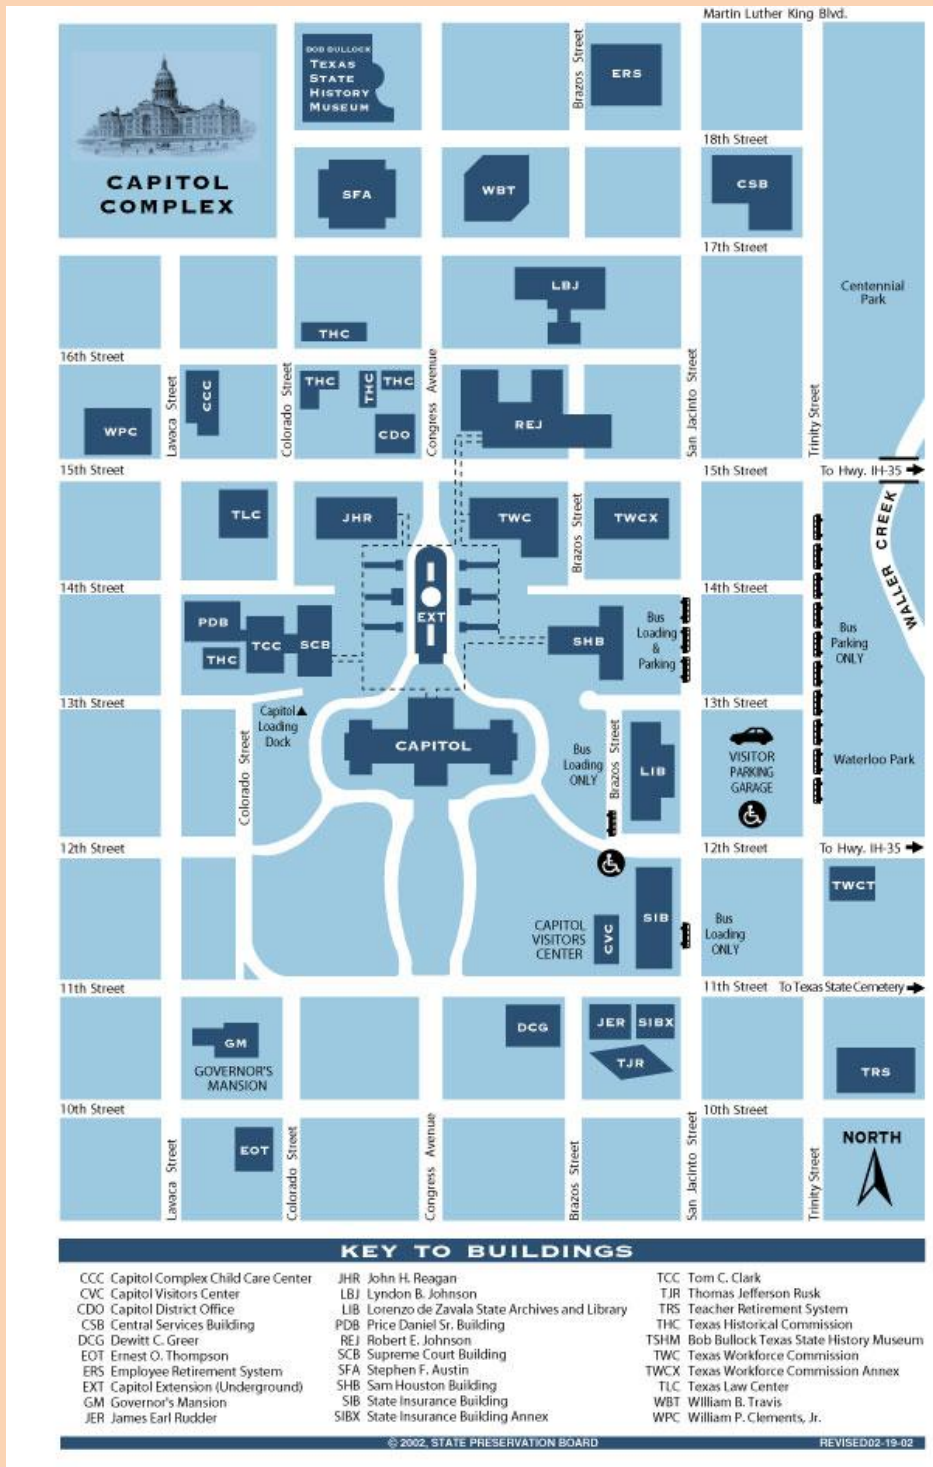 Martin Luther King Blvd.
BOB BULLOCK
TEXAS
STATE
HISTORY
MUSEUM
Brazos Street
ERS
CAPITOL
COMPLEX
18th Street
SFA
WBT
CSB
17th Street
LBJ
Centennial
Park
THC
16th Street
Lavaca Street
CCC
Colorado Street
THC
THC
THC
Congress Avenue
San Jacinto Street
Trinity Street
WPC
CDO
REJ
15th Street
15th Street
To Hwy. IH-35
TLC
JHR
TWC
Brazos Street
TWCX
WALLER CREEK
14th Street
14th Street
EXT
PDB
TCC
SCB
THC
SHB
Bus
Loading
&
Parking
Bus
Parking
ONLY
13th Street
13th Street
Capitol
Loading
Dock
Colorado Street
CAPITOL
Bus
Loading
ONLY
Brazos Street
LIB
VISITOR
PARKING
GARAGE
Waterloo Park
12th Street
12th Street
To Hwy. IH-35
TWCT
CAPITOL
VISITORS
CENTER
CVC
SIB
Bus
Loading
ONLY
11th Street
11th Street
To Texas State Cemetery
DCG
JER
SIBX
TJR
GM
GOVERNOR'S
MANSION
TRS
10th Street
10th Street
Lavaca Street
EOT
Colorado Street
Congress Avenue
Brazos Street
San Jacinto Street
Trinity Street
NORTH
KEY TO BUILDINGS
CCC Capitol Complex Child Care Center
CVC Capitol Visitors Center
CDO Capitol District Office
CSB Central Services Building
DCG Dewitt C. Greer
EOT Ernest O. Thompson
ERS Employee Retirement System
EXT Capitol Extension (Underground)
GM Governor's Mansion
JER James Earl Rudder
JHR John H. Reagan
LBJ Lyndon B. Johnson
LIB Lorenzo de Zavala State Archives and Library
PDB Price Daniel Sr. Building
REJ Robert E. Johnson
SCB Supreme Court Building
SFA Stephen F. Austin
SHB Sam Houston Building
SIB State Insurance Building
SIBX State Insurance Building Annex
TCC Tom C. Clark
TJR Thomas Jefferson Rusk
TRS Teacher Retirement System
THC Texas Historical Commission
TSHM Bob Bullock Texas State History Museum
TWC Texas Workforce Commission
TWCX Texas Workforce Commission Annex
TLC Texas Law Center
WBT William B. Travis
WPC William P. Clements, Jr.
© 2002, STATE PRESERVATION BOARD
REVISED02-19-02